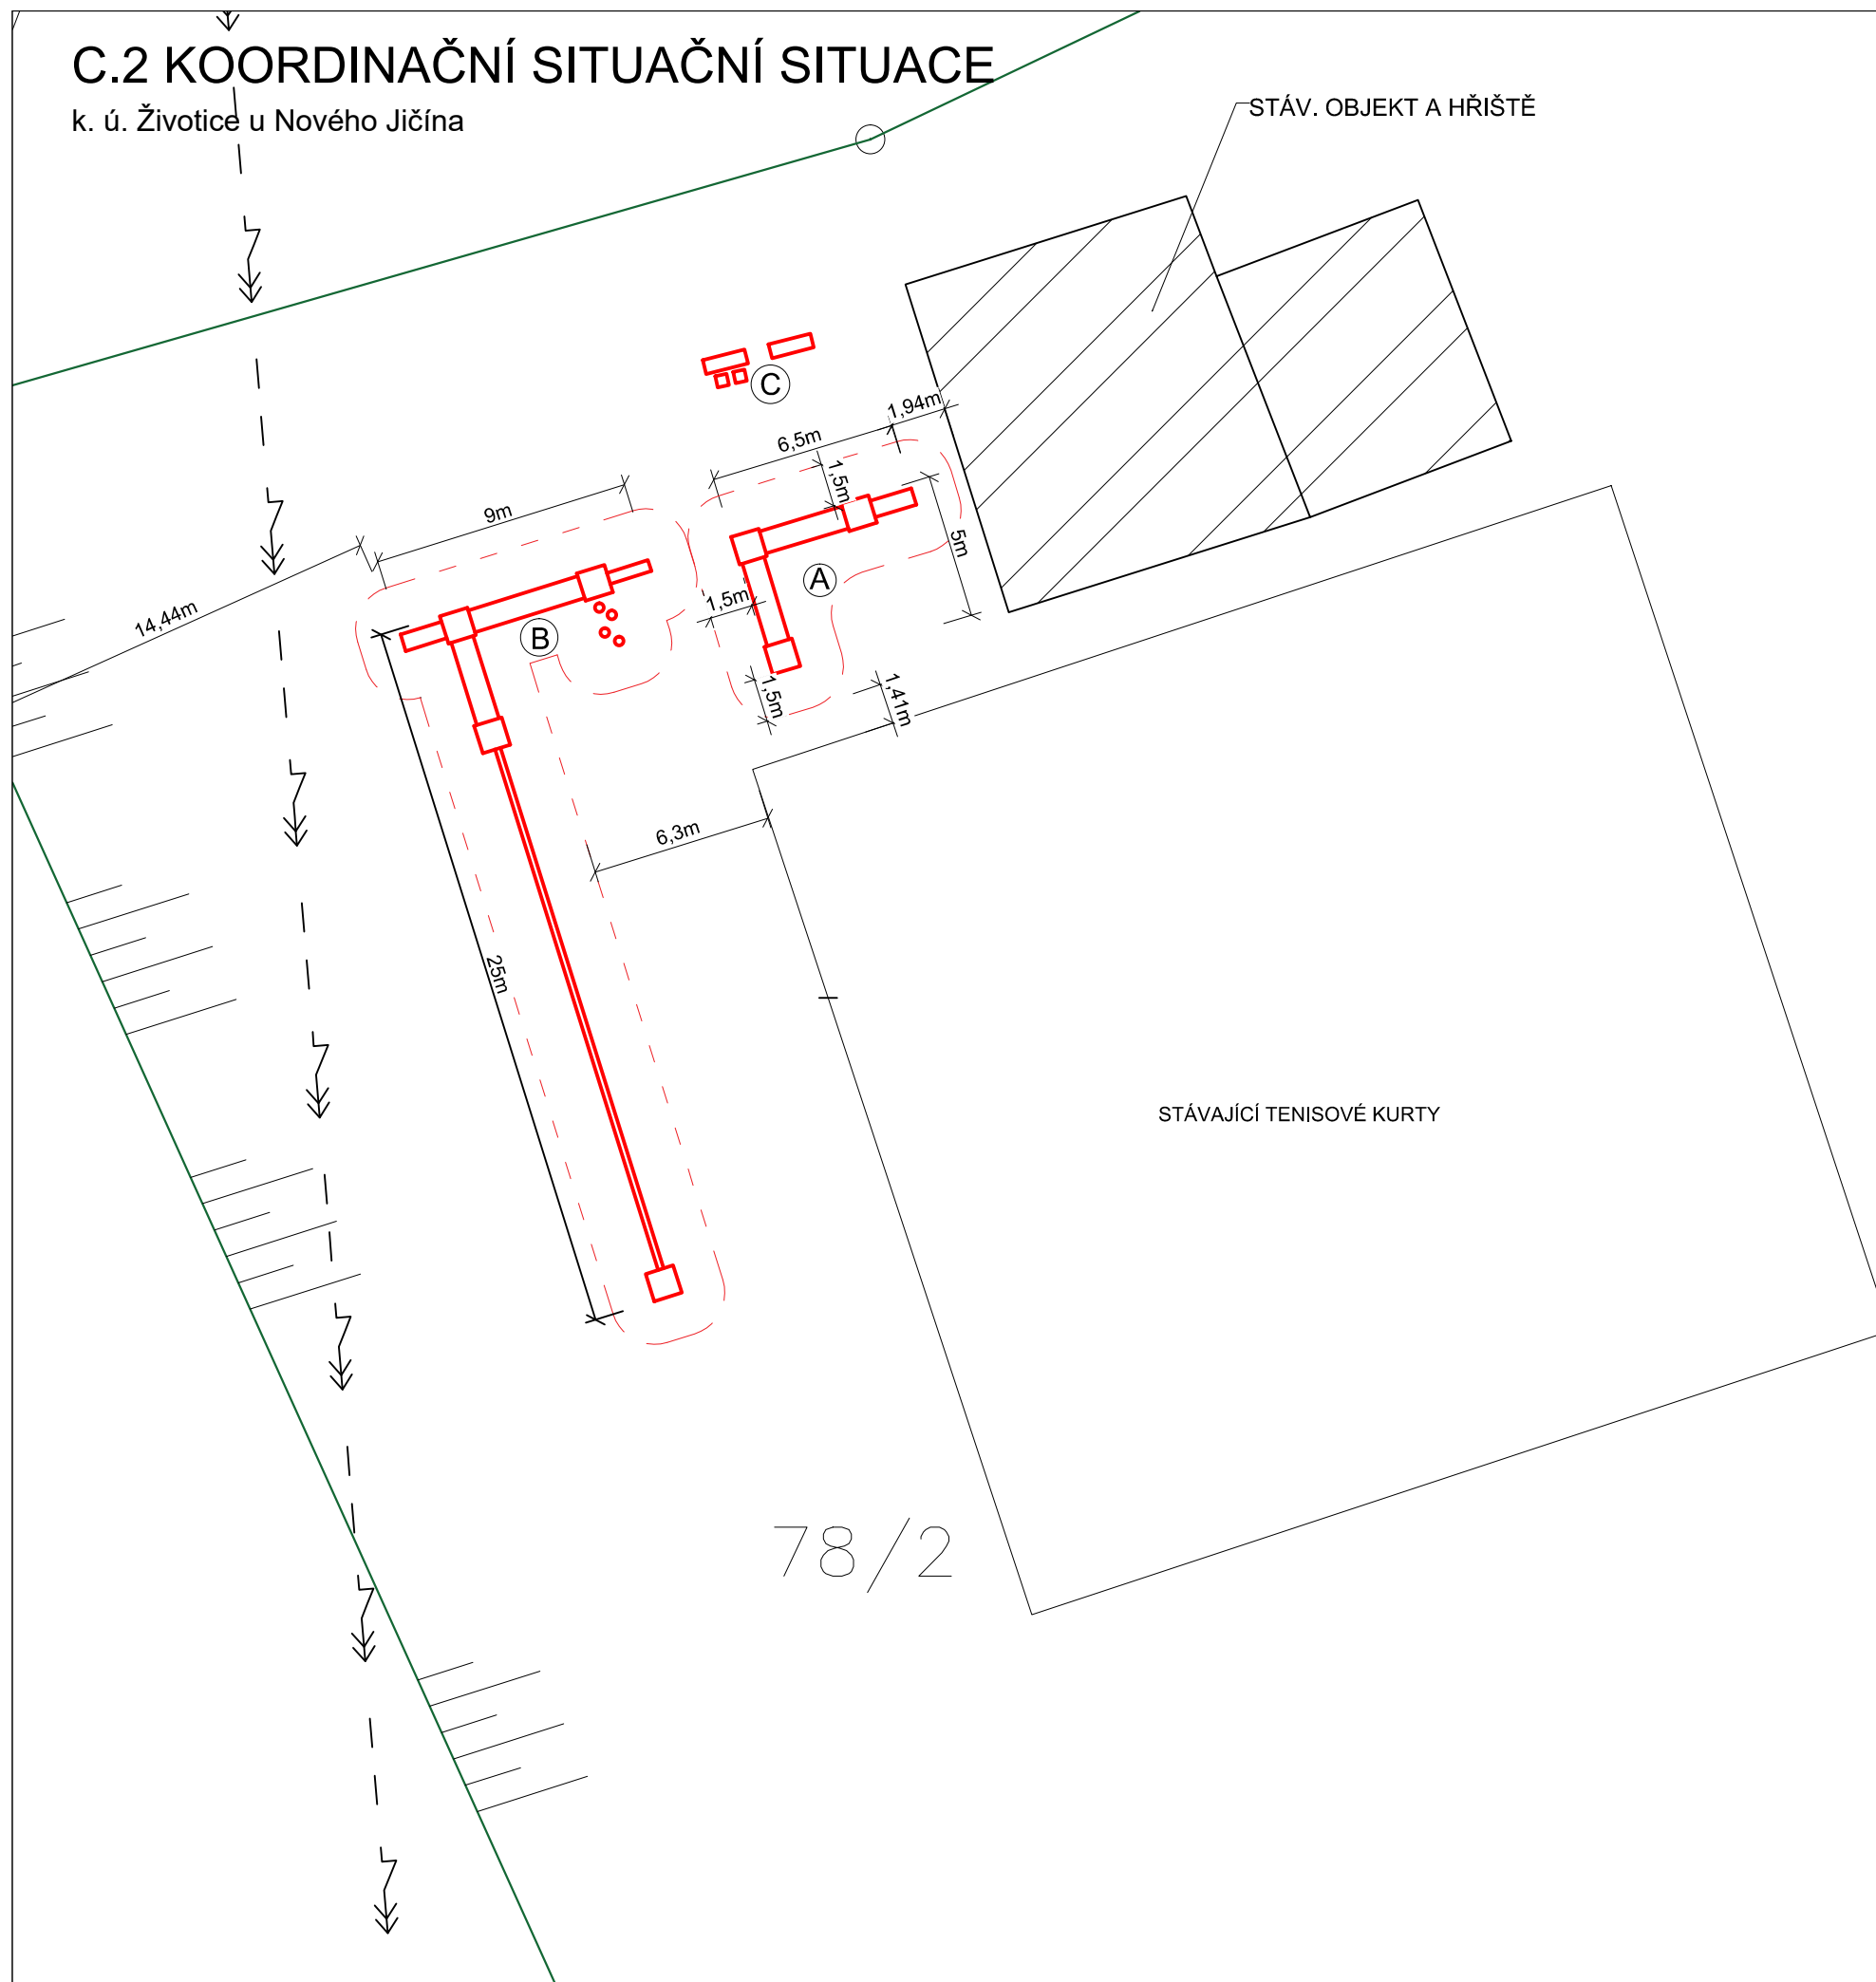 C.2 KOORDINAČNÍ SITUAČNÍ SITUACE
k. ú. Životice u Nového Jičína
STÁV. OBJEKT A HŘIŠTĚ
C
1,94m
6,5m
1,5m
9m
5m
A
1,5m
14,44m
B
1,5m
1,41m
6,3m
25m
STÁVAJÍCÍ TENISOVÉ KURTY
78/2